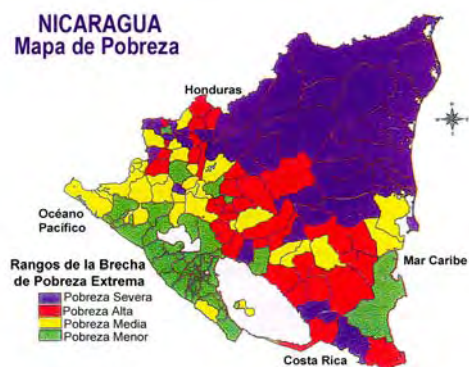 NICARAGUA
Mapa de Pobreza
Honduras
Océano
Pacífico
Mar Caribe
Rangos de la Brecha
de Pobreza Extrema
Pobreza Severa
Pobreza Alta
Pobreza Media
Pobreza Menor
Costa Rica